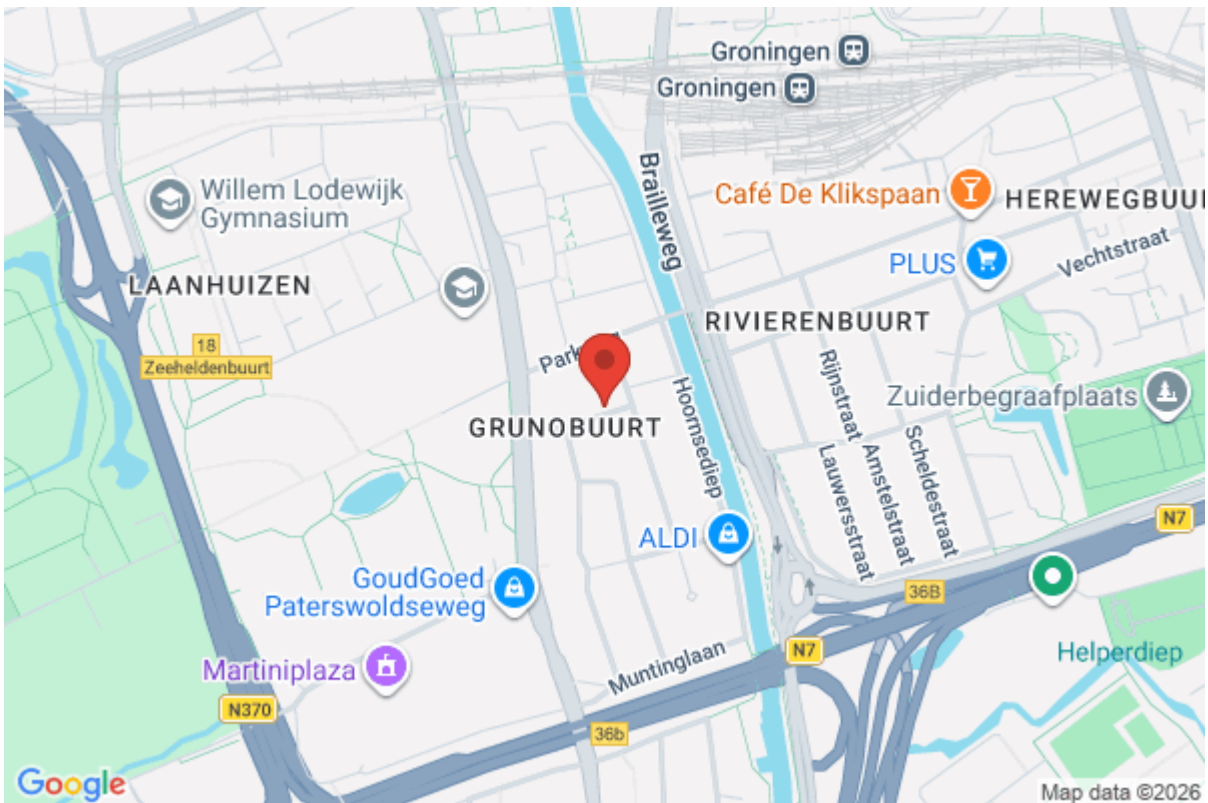 Groningen
Groningen
Brailleweg
Willem Lodewijk
Gymnasium
Café De Klikspaan
HEREWEGBUU
PLUS
Vechtstraat
LAANHUIZEN
RIVIERENBUURT
18
Zeeheldenbuurt
Park
Rijnstraat
Zuiderbegraafplaats
Hoornsediep
GRUNOBUURT
Scheldestraat
Amstelstraat
Lauwersstraat
N7
ALDI
GoudGoed
Paterswoldseweg
36B
Muntinglaan
N7
Helperdiep
Martiniplaza
N370
36b
Google
Map data ©2026